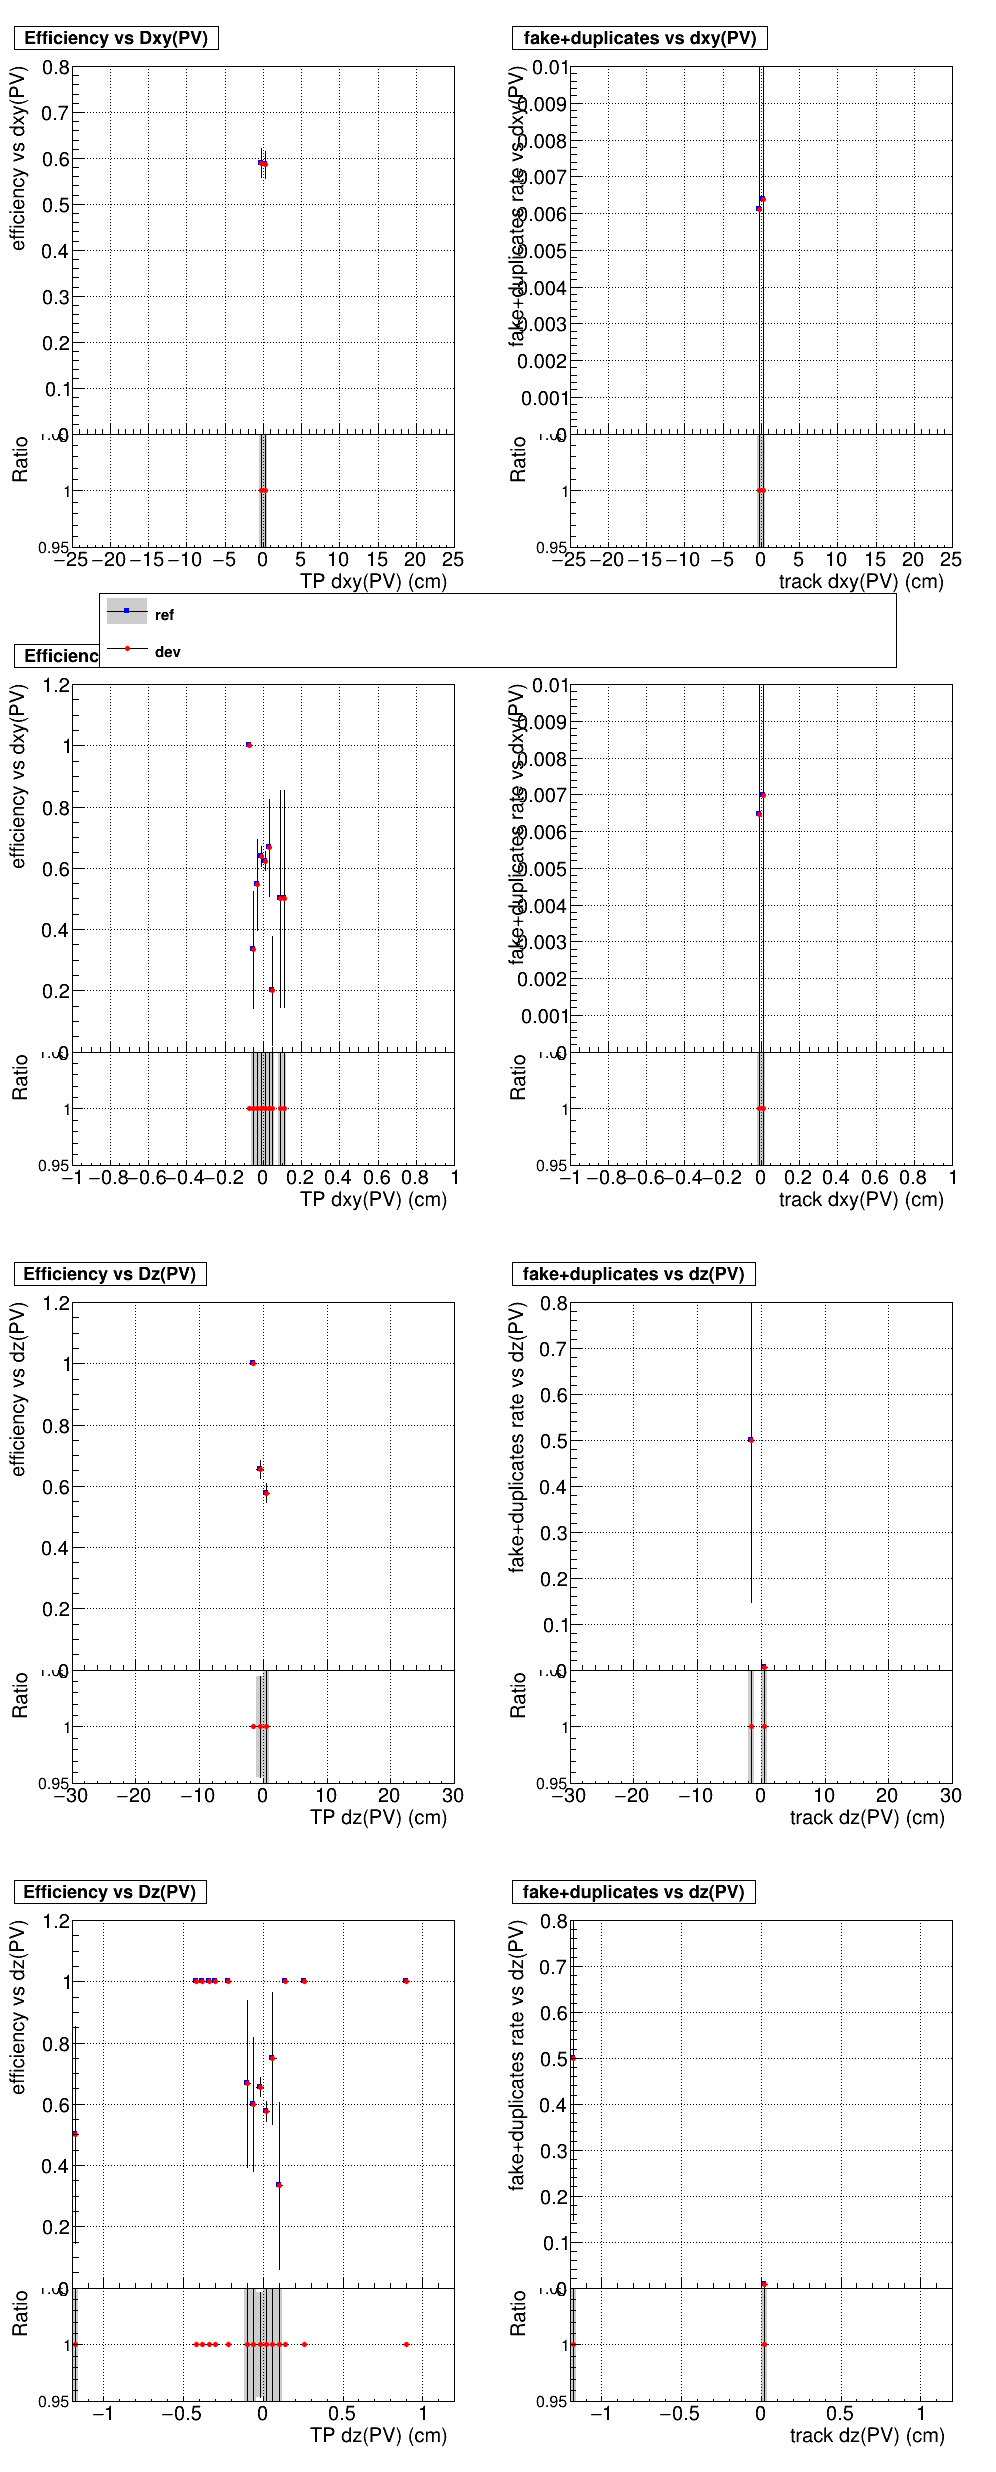 Efficiency vs Dxy(PV)
fake+duplicates vs dxy(PV)
efficiency vs dxy(PV)
0.8
0.7
0.6
0.5
0.4
0.3
0.2
0.1
0
Ratio
1
0.95
−25 −20 −15 −10 −5 0 5 10 15 20 25
TP dxy(PV) (cm)
fake+duplicates rate vs dxy(PV)
0.01
0.009
0.008
0.007
0.006
0.005
0.004
0.003
0.002
0.001
0
Ratio
1
0.95
−25 −20 −15 −10 −5 0 5 10 15 20 25
track dxy(PV) (cm)
ref
dev
Efficienc
efficiency vs dxy(PV)
1.2
1
0.8
0.6
0.4
0.2
0
Ratio
1
0.95
−1 −0.8 −0.6 −0.4 −0.2 0 0.2 0.4 0.6 0.8 1
TP dxy(PV) (cm)
fake+duplicates rate vs dxy(PV)
0.01
0.009
0.008
0.007
0.006
0.005
0.004
0.003
0.002
0.001
0
Ratio
1
0.95
−1 −0.8 −0.6 −0.4 −0.2 0 0.2 0.4 0.6 0.8 1
track dxy(PV) (cm)
Efficiency vs Dz(PV)
fake+duplicates vs dz(PV)
efficiency vs dz(PV)
1.2
1
0.8
0.6
0.4
0.2
0
Ratio
1
0.95
−30 −20 −10 0 10 20 30
TP dz(PV) (cm)
fake+duplicates rate vs dz(PV)
0.8
0.7
0.6
0.5
0.4
0.3
0.2
0.1
0
Ratio
1
0.95
−30 −20 −10 0 10 20 30
track dz(PV) (cm)
Efficiency vs Dz(PV)
fake+duplicates vs dz(PV)
efficiency vs dz(PV)
1.2
1
0.8
0.6
0.4
0.2
0
Ratio
1
0.95
−1 −0.5 0 0.5 1
TP dz(PV) (cm)
fake+duplicates rate vs dz(PV)
0.8
0.7
0.6
0.5
0.4
0.3
0.2
0.1
0
Ratio
1
0.95
−1 −0.5 0 0.5 1
track dz(PV) (cm)